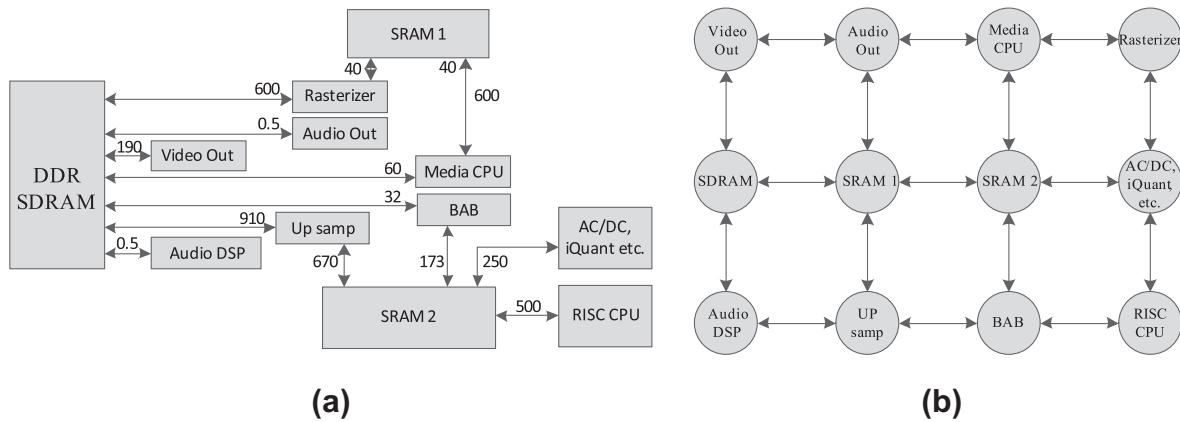 SRAM 1
40
40
600
Rasterizer
600
0.5
Audio Out
190
Video Out
DDR
SDRAM
60
Media CPU
32
BAB
910
Up samp
AC/DC,
iQuant etc.
0.5
Audio DSP
670
173
250
SRAM 2
500
RISC CPU
(a)
Video
Out
Audio
Out
Media
CPU
Rasterizer
SDRAM
SRAM 1
SRAM 2
AC/DC,
iQuant,
etc.
Audio
DSP
UP
samp
BAB
RISC
CPU
(b)